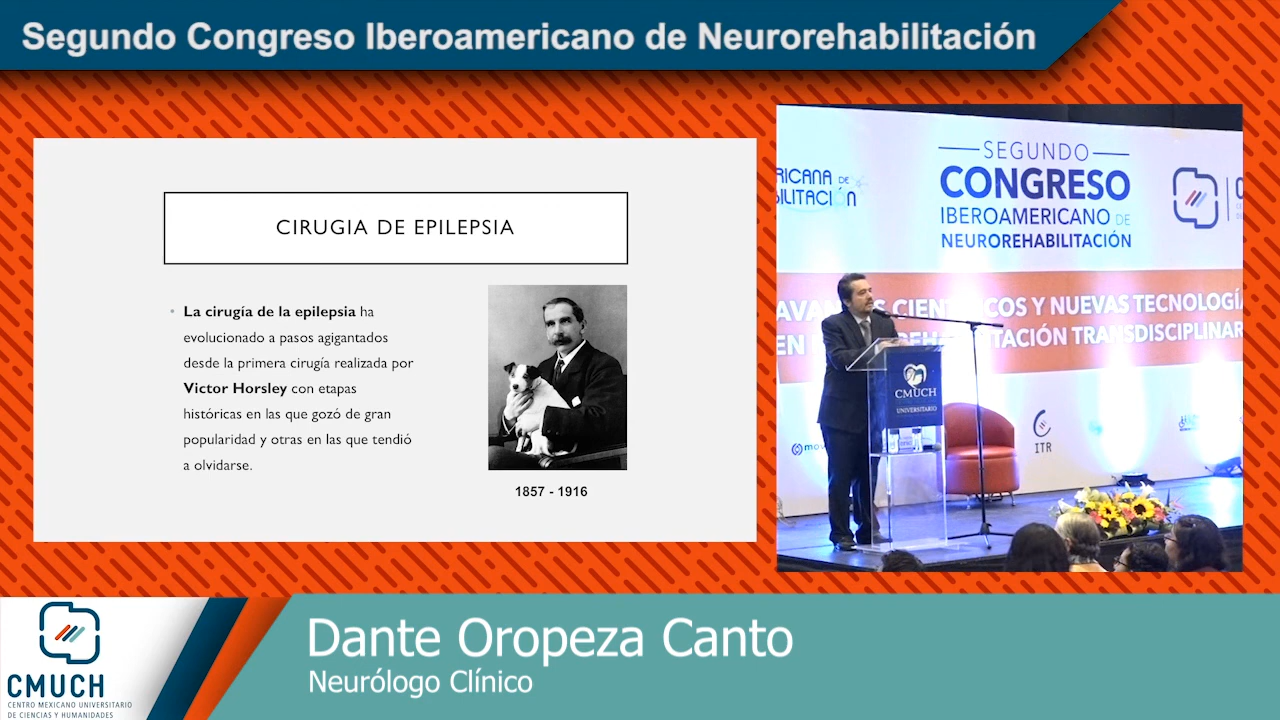 Segundo Congreso Iberoamericano de Neurorehabilitación
CIRUGIA DE EPILEPSIA
• La cirugía de la epilepsia ha
evolucionado a pasos agigantados
desde la primera cirugía realizada por
Victor Horsley con etapas
históricas en las que gozó de gran
popularidad y otras en las que tendió
a olvidarse.
1857 - 1916
SEGUNDO
CONGRESO
IBEROAMERICANO DE
NEUROREHABILITACIÓN
CMUCH
UNIVERSITARIO
ITR
Dante Oropeza Canto
Neurólogo Clínico
CMUCH
CENTRO MEXICANO UNIVERSITARIO
DE CIENCIAS Y HUMANIDADES